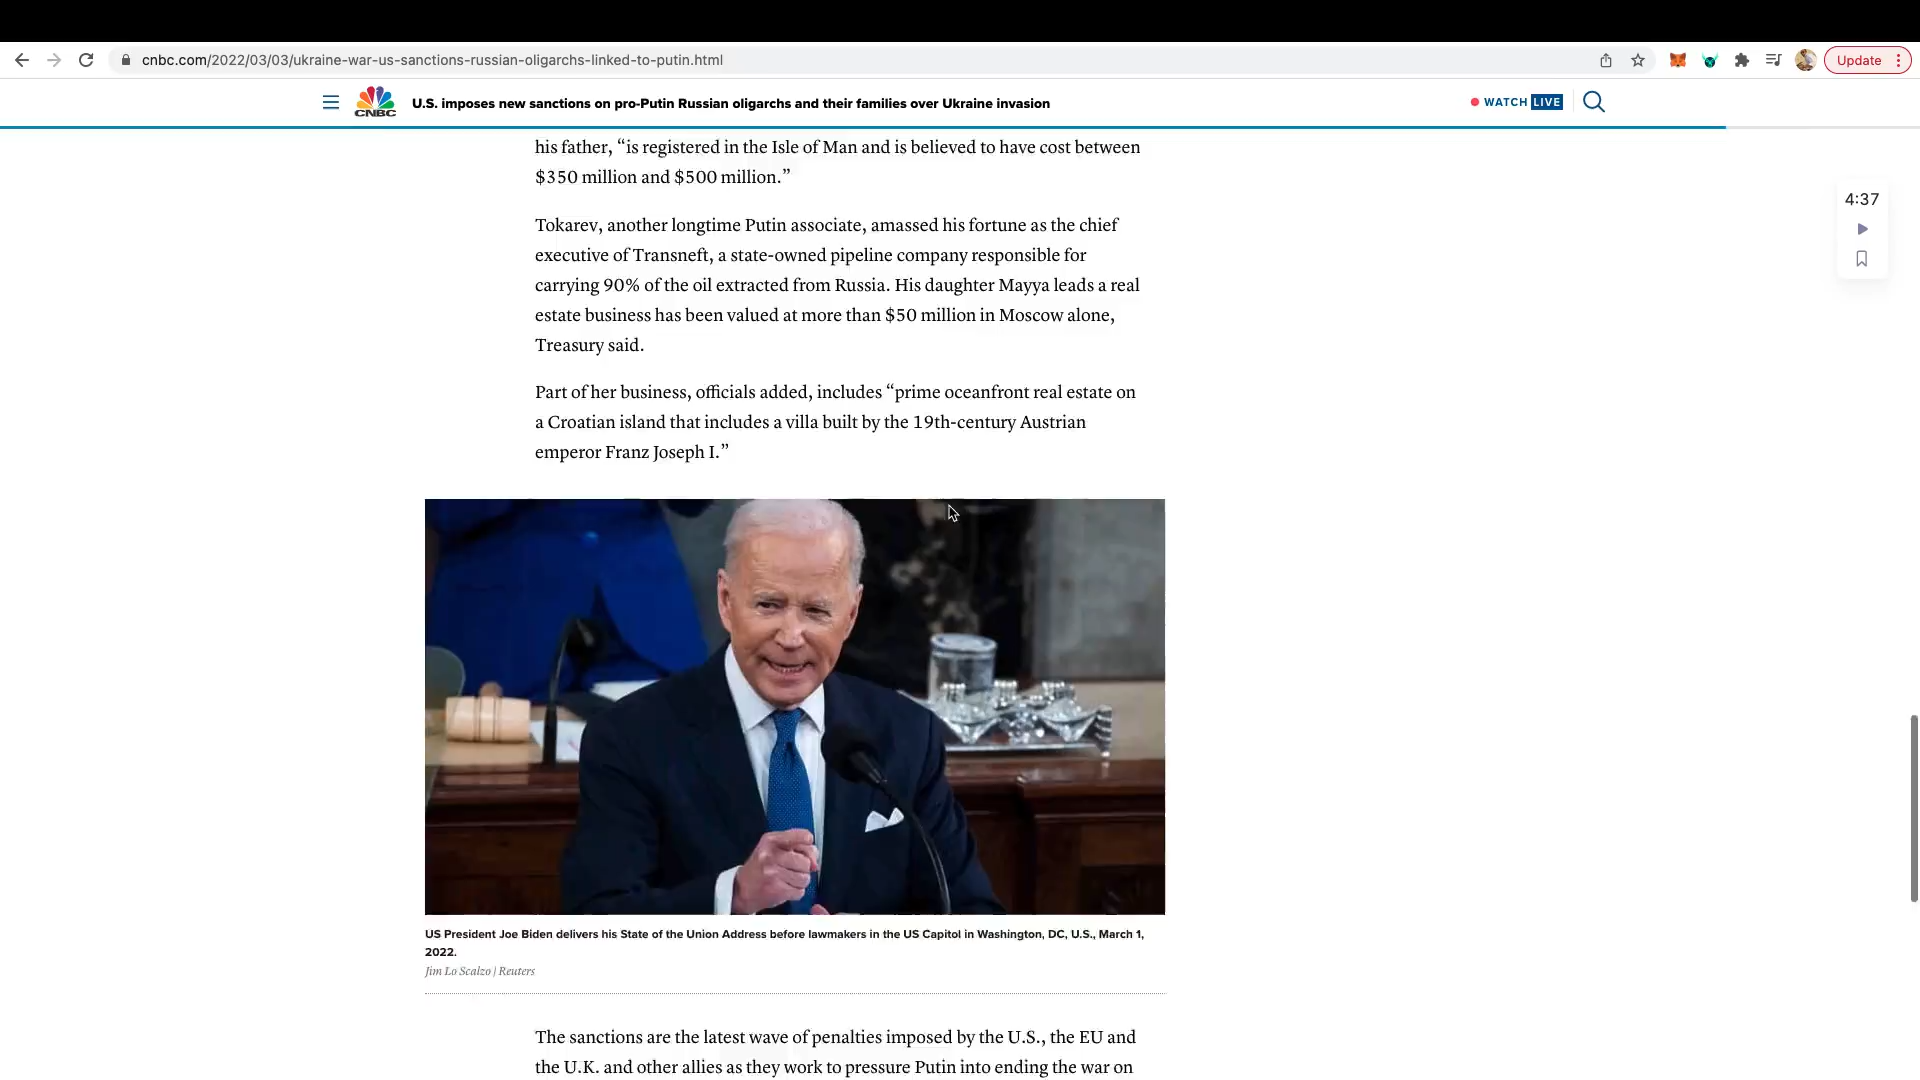 cnbc.com/2022/03/03/ukraine-war-us-sanctions-russian-oligarchs-linked-to-putin.html
Update
CNBC
U.S. imposes new sanctions on pro-Putin Russian oligarchs and their families over Ukraine invasion
WATCH LIVE
his father, “is registered in the Isle of Man and is believed to have cost between
$350 million and $500 million.”
4:37
Tokarev, another longtime Putin associate, amassed his fortune as the chief
executive of Transneft, a state-owned pipeline company responsible for
carrying 90% of the oil extracted from Russia. His daughter Mayya leads a real
estate business has been valued at more than $50 million in Moscow alone,
Treasury said.
Part of her business, officials added, includes “prime oceanfront real estate on
a Croatian island that includes a villa built by the 19th-century Austrian
emperor Franz Joseph I.”
US President Joe Biden delivers his State of the Union Address before lawmakers in the US Capitol in Washington, DC, U.S., March 1,
2022.
Jim Lo Scalzo | Reuters
The sanctions are the latest wave of penalties imposed by the U.S., the EU and
the U.K. and other allies as they work to pressure Putin into ending the war on